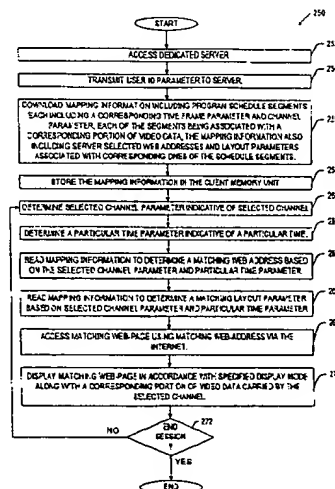 START
250
ACCESS DEDICATED SERVER
TRANSMIT USER ID PARAMETER TO SERVER.
DOWNLOAD MAPPING INFORMATION INCLUDING PROGRAM SCHEDULE SEGMENTS
EACH INCLUDING A CORRESPONDING TIME FRAME PARAMETER AND CHANNEL
PARAMETER, EACH OF THE SEGMENTS BEING ASSOCIATED WITH A
CORRESPONDING PORTION OF VIDEO DATA, THE MAPPING INFORMATION ALSO
INCLUDING SERVER SELECTED WEB ADDRESSES AND LAYOUT PARAMETERS
ASSOCIATED WITH CORRESPONDING ONES OF THE SCHEDULE SEGMENTS.
STORE THE MAPPING INFORMATION IN THE CLIENT MEMORY UNIT
DETERMINE SELECTED CHANNEL PARAMETER INDICATIVE OF SELECTED CHANNEL
DETERMINE A PARTICULAR TIME PARAMETER INDICATIVE OF A PARTICULAR TIME.
READ MAPPING INFORMATION TO DETERMINE A MATCHING WEB ADDRESS BASED
ON THE SELECTED CHANNEL PARAMETER AND PARTICULAR TIME PARAMETER.
READ MAPPING INFORMATION TO DETERMINE A MATCHING LAYOUT PARAMETER
BASED ON SELECTED CHANNEL PARAMETER AND PARTICULAR TIME PARAMETER
ACCESS MATCHING WEB-PAGE USING MATCHING WEB-ADDRESS VIA THE
INTERNET.
DISPLAY MATCHING WEB-PAGE IN ACCORDANCE WITH SPECIFIED DISPLAY MODE
ALONG WITH A CORRESPONDING PORTION OF VIDEO DATA CARRIED BY THE
SELECTED CHANNEL.
END
SESSION
272
NO
YES
END